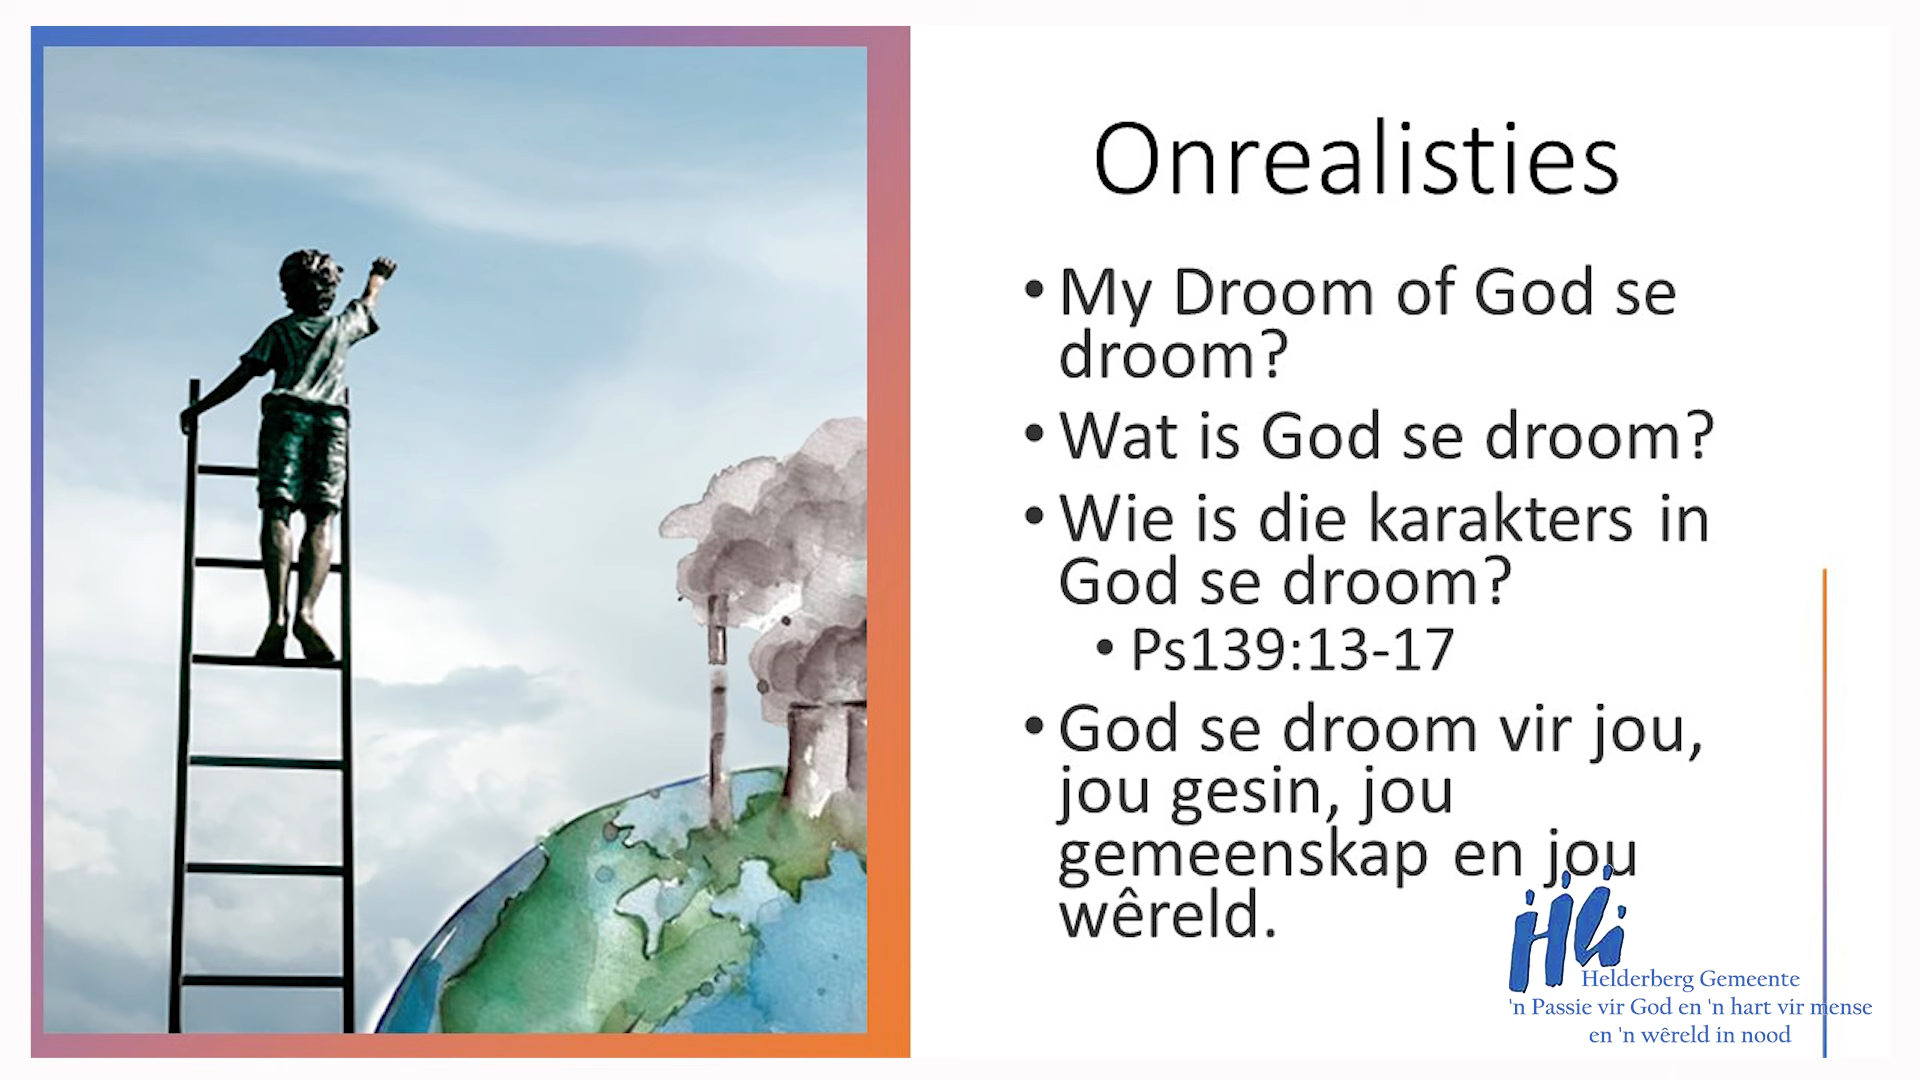 Onrealisties
• My Droom of God se
droom?
• Wat is God se droom?
• Wie is die karakters in
God se droom?
• Ps139:13-17
• God se droom vir jou,
jou gesin, jou
gemeenskap en jou
wêreld.
HG
Helderberg Gemeente
'n Passie vir God en 'n hart vir mense
en 'n wêreld in nood